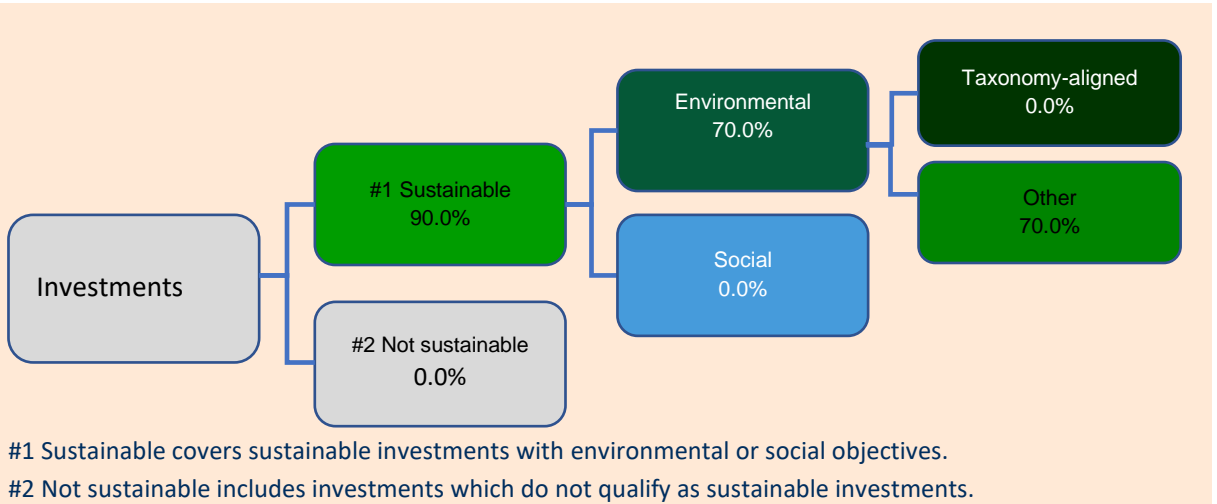 Investments
#1 Sustainable
90.0%
#2 Not sustainable
0.0%
Environmental
70.0%
Social
0.0%
Taxonomy-aligned
0.0%
Other
70.0%
#1 Sustainable covers sustainable investments with environmental or social objectives.
#2 Not sustainable includes investments which do not qualify as sustainable investments.